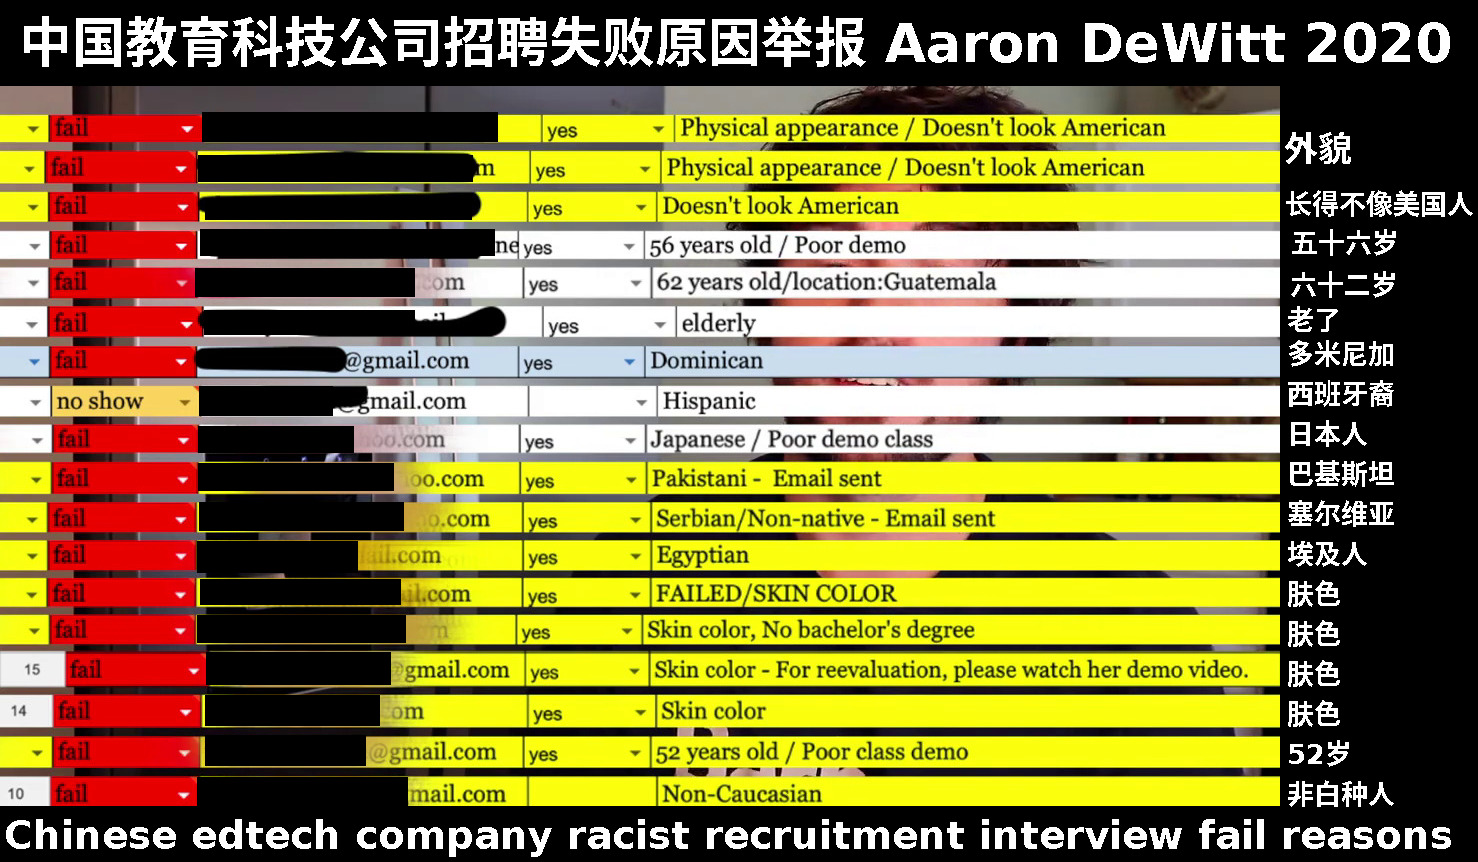 中国教育科技公司招聘失败原因举报 Aaron DeWitt 2020
fail yes Physical appearance / Doesn't look American 外貌
fail m yes Physical appearance / Doesn't look American
fail yes Doesn't look American 长得不像美国人
fail ne yes 56 years old / Poor demo 五十六岁
fail .com yes 62 years old/location:Guatemala 六十二岁
fail yes elderly 老了
fail @gmail.com yes Dominican 多米尼加
no show @gmail.com Hispanic 西班牙裔
fail hoo.com yes Japanese / Poor demo class 日本人
fail oo.com yes Pakistani - Email sent 巴基斯坦
fail o.com yes Serbian/Non-native - Email sent 塞尔维亚
fail ail.com yes Egyptian 埃及人
fail il.com yes FAILED/SKIN COLOR 肤色
fail m yes Skin color, No bachelor's degree 肤色
15 fail @gmail.com yes Skin color - For reevaluation, please watch her demo video. 肤色
14 fail om yes Skin color 肤色
fail @gmail.com yes 52 years old / Poor class demo 52岁
10 fail mail.com Non-Caucasian 非白种人
Chinese edtech company racist recruitment interview fail reasons